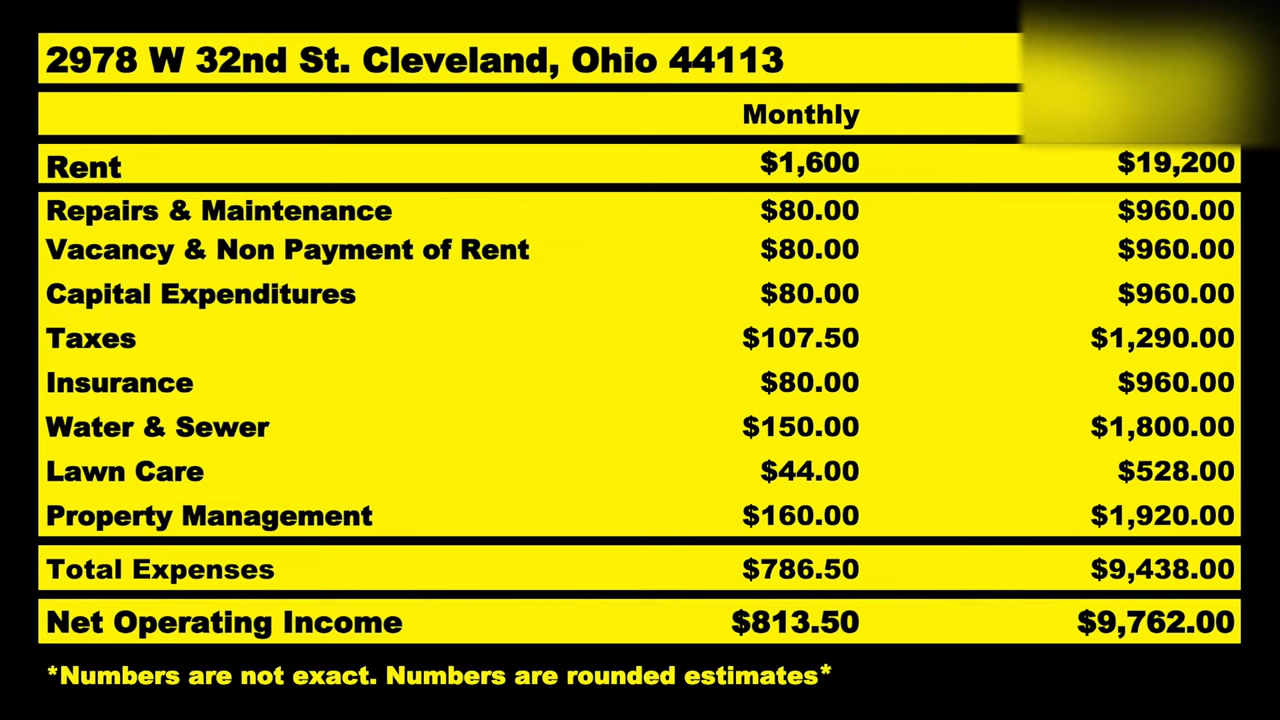 2978 W 32nd St. Cleveland, Ohio 44113
Monthly
Rent $1,600 $19,200
Repairs & Maintenance $80.00 $960.00
Vacancy & Non Payment of Rent $80.00 $960.00
Capital Expenditures $80.00 $960.00
Taxes $107.50 $1,290.00
Insurance $80.00 $960.00
Water & Sewer $150.00 $1,800.00
Lawn Care $44.00 $528.00
Property Management $160.00 $1,920.00
Total Expenses $786.50 $9,438.00
Net Operating Income $813.50 $9,762.00
*Numbers are not exact. Numbers are rounded estimates*